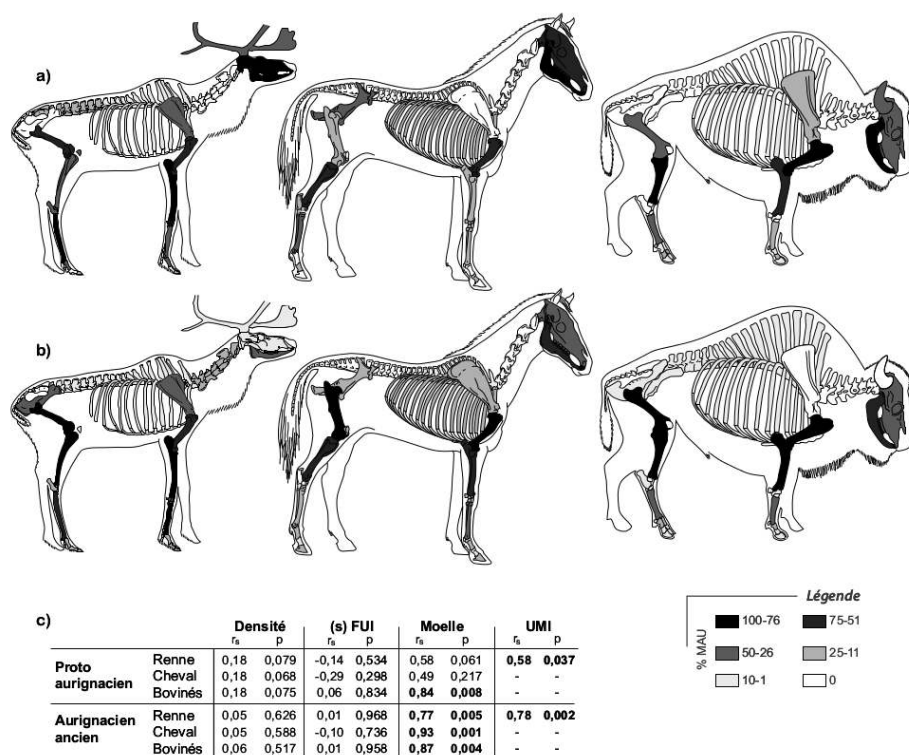 a)
b)
c)
Densité (s) FUI Moelle UMI
rs p rs p rs p rs p
Proto aurignacien
Renne 0,18 0,079 -0,14 0,534 0,58 0,061 0,58 0,037
Cheval 0,18 0,068 -0,29 0,298 0,49 0,217 - -
Bovinés 0,18 0,075 0,06 0,834 0,84 0,008 - -
Aurignacien ancien
Renne 0,05 0,626 0,01 0,968 0,77 0,005 0,78 0,002
Cheval 0,05 0,588 -0,10 0,736 0,93 0,001 - -
Bovinés 0,06 0,517 0,01 0,958 0,87 0,004 - -
Légende
% MAU
100-76 75-51
50-26 25-11
10-1 0